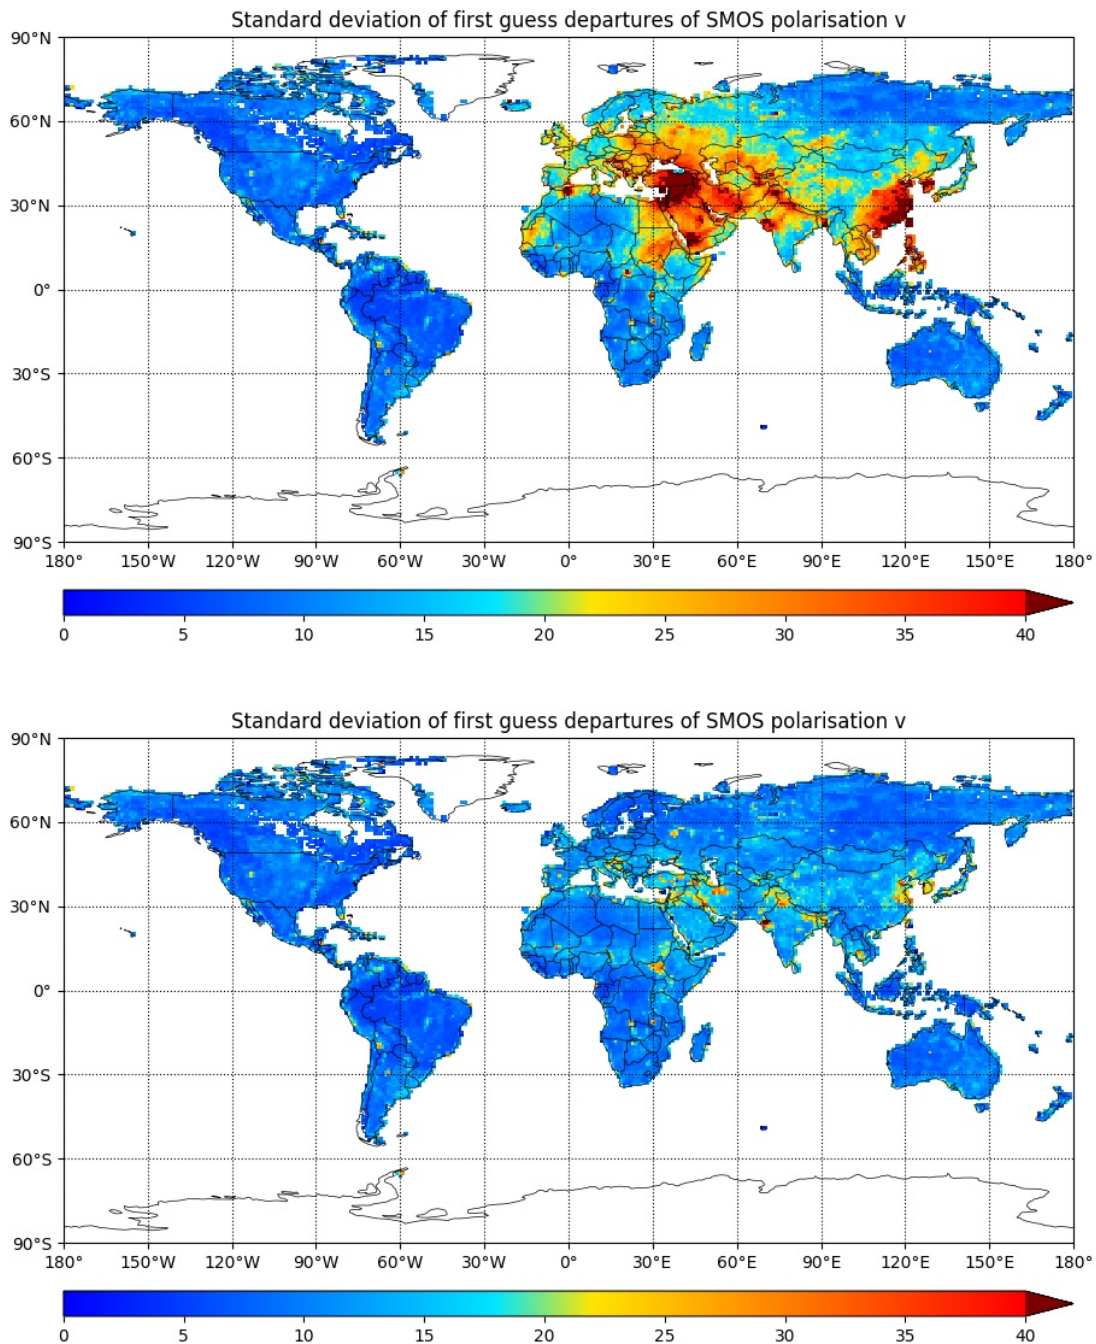 Standard deviation of first guess departures of SMOS polarisation v
90°N
60°N
30°N
0°
30°S
60°S
90°S
180° 150°W 120°W 90°W 60°W 30°W 0° 30°E 60°E 90°E 120°E 150°E 180°
0 5 10 15 20 25 30 35 40
Standard deviation of first guess departures of SMOS polarisation v
90°N
60°N
30°N
0°
30°S
60°S
90°S
180° 150°W 120°W 90°W 60°W 30°W 0° 30°E 60°E 90°E 120°E 150°E 180°
0 5 10 15 20 25 30 35 40